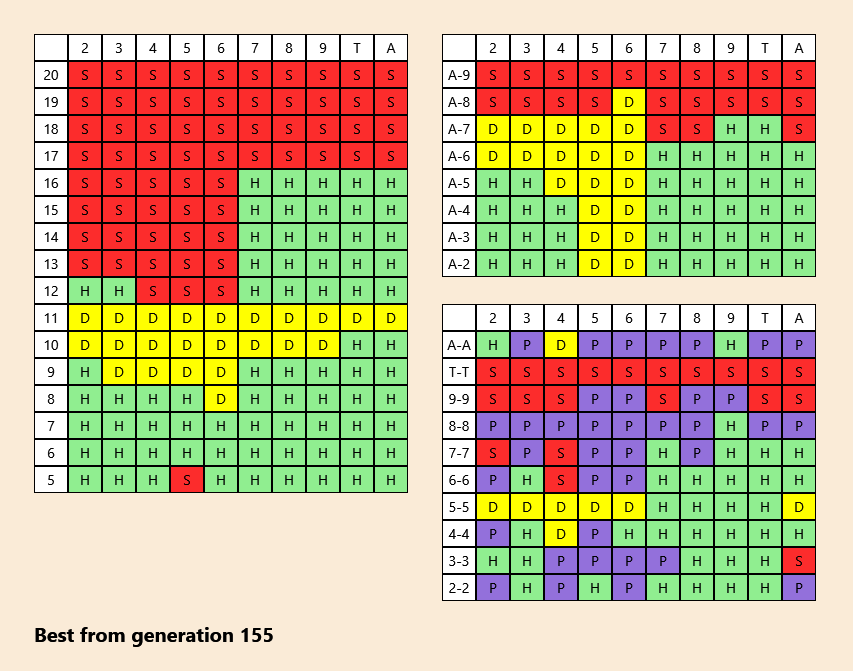 2 3 4 5 6 7 8 9 T A
20 S S S S S S S S S S
19 S S S S S S S S S S
18 S S S S S S S S S S
17 S S S S S S S S S S
16 S S S S S H H H H H
15 S S S S S H H H H H
14 S S S S S H H H H H
13 S S S S S H H H H H
12 H H S S S H H H H H
11 D D D D D D D D D D
10 D D D D D D D D H H
9 H D D D D H H H H H
8 H H H H D H H H H H
7 H H H H H H H H H H
6 H H H H H H H H H H
5 H H H S H H H H H H
2 3 4 5 6 7 8 9 T A
A-9 S S S S S S S S S S
A-8 S S S S D S S S S S
A-7 D D D D D S S H H S
A-6 D D D D D H H H H H
A-5 H H D D D H H H H H
A-4 H H H D D H H H H H
A-3 H H H D D H H H H H
A-2 H H H D D H H H H H
2 3 4 5 6 7 8 9 T A
A-A H P D P P P P H P P
T-T S S S S S S S S S S
9-9 S S S P P S P P S S
8-8 P P P P P P P H P P
7-7 S P S P P H P H H H
6-6 P H S P P H H H H H
5-5 D D D D D H H H H D
4-4 P H D P H H H H H H
3-3 H H P P P P H H H S
2-2 P H P H P H H H H P
Best from generation 155